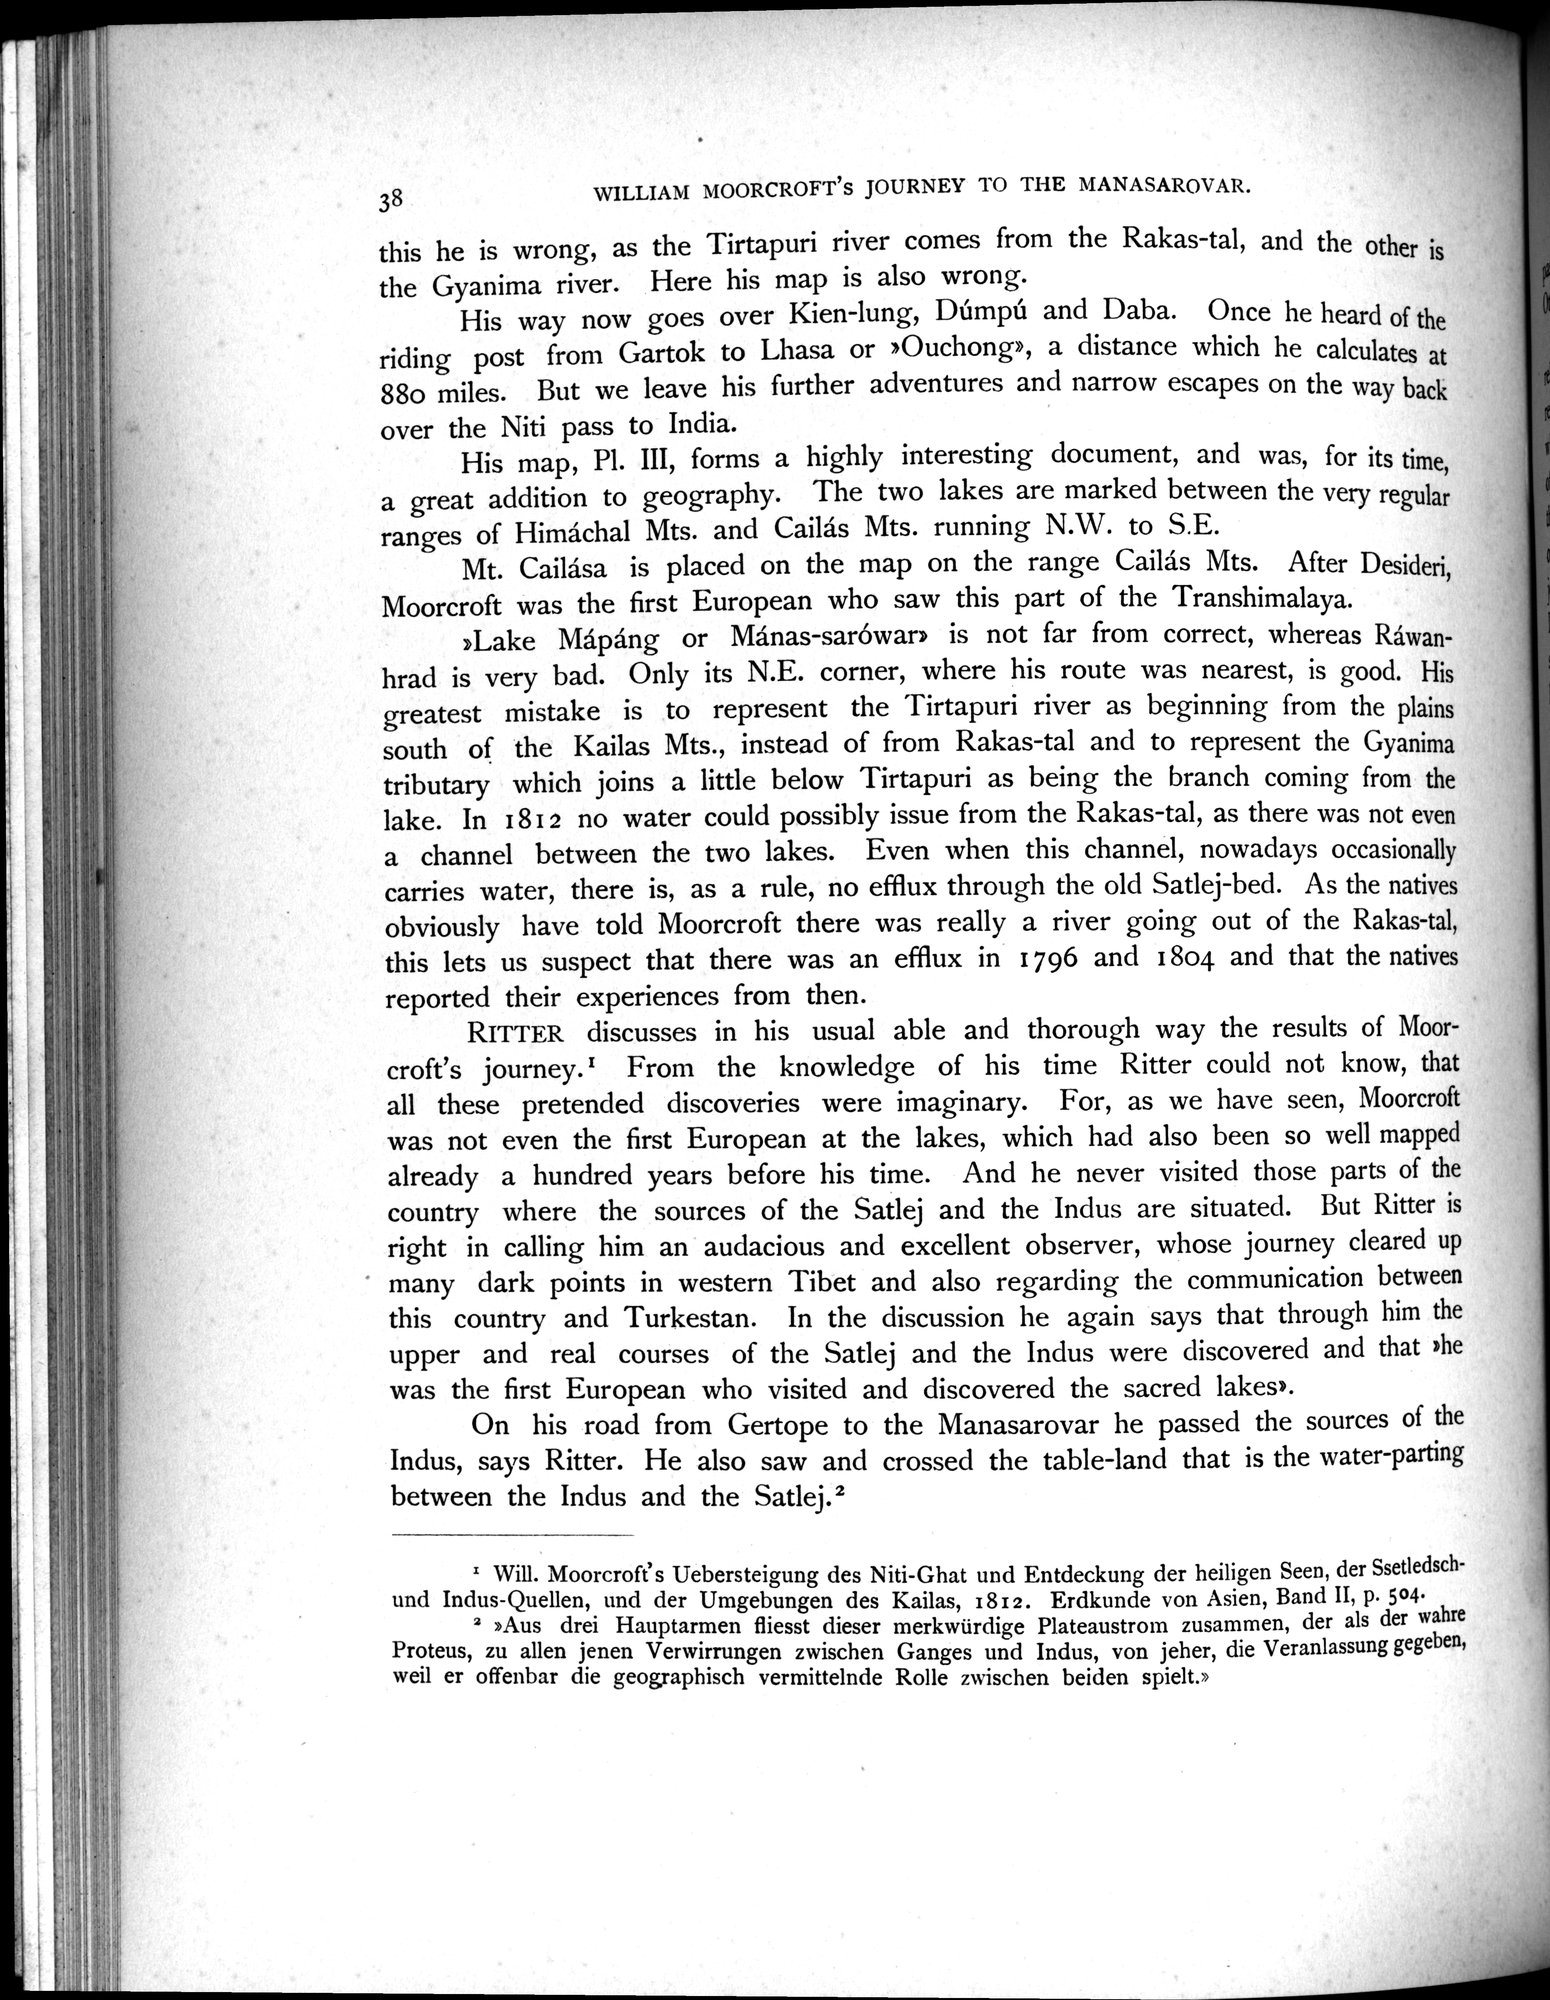 38 WILLIAM MOORCROFT'S JOURNEY TO THE MANASAROVAR.
this he is wrong, as the Tirtapuri river comes from the Rakas-tal, and the other is
the Gyanima river. Here his map is also wrong.
His way now goes over Kien-lung, Dúmpú and Daba. Once he heard of the
riding post from Gartok to Lhasa or »Ouchong», a distance which he calculates at
880 miles. But we leave his further adventures and narrow escapes on the way back
over the Niti pass to India.
His map, Pl. III, forms a highly interesting document, and was, for its time,
a great addition to geography. The two lakes are marked between the very regular
ranges of Himáchal Mts. and Cailás Mts. running N.W. to S.E.
Mt. Cailása is placed on the map on the range Cailás Mts. After Desideri,
Moorcroft was the first European who saw this part of the Transhimalaya.
»Lake Mápáng or Mánas-sarówar» is not far from correct, whereas Ráwan-
hrad is very bad. Only its N.E. corner, where his route was nearest, is good. His
greatest mistake is to represent the Tirtapuri river as beginning from the plains
south of the Kailas Mts., instead of from Rakas-tal and to represent the Gyanima
tributary which joins a little below Tirtapuri as being the branch coming from the
lake. In 1812 no water could possibly issue from the Rakas-tal, as there was not even
a channel between the two lakes. Even when this channel, nowadays occasionally
carries water, there is, as a rule, no efflux through the old Satlej-bed. As the natives
obviously have told Moorcroft there was really a river going out of the Rakas-tal,
this lets us suspect that there was an efflux in 1796 and 1804 and that the natives
reported their experiences from then.
RITTER discusses in his usual able and thorough way the results of Moor-
croft's journey.¹ From the knowledge of his time Ritter could not know, that
all these pretended discoveries were imaginary. For, as we have seen, Moorcroft
was not even the first European at the lakes, which had also been so well mapped
already a hundred years before his time. And he never visited those parts of the
country where the sources of the Satlej and the Indus are situated. But Ritter is
right in calling him an audacious and excellent observer, whose journey cleared up
many dark points in western Tibet and also regarding the communication between
this country and Turkestan. In the discussion he again says that through him the
upper and real courses of the Satlej and the Indus were discovered and that »he
was the first European who visited and discovered the sacred lakes».
On his road from Gertope to the Manasarovar he passed the sources of the
Indus, says Ritter. He also saw and crossed the table-land that is the water-parting
between the Indus and the Satlej.²
¹ Will. Moorcroft's Uebersteigung des Niti-Ghat und Entdeckung der heiligen Seen, der Ssetledsch-
und Indus-Quellen, und der Umgebungen des Kailas, 1812. Erdkunde von Asien, Band II, p. 504.
² »Aus drei Hauptarmen fliesst dieser merkwürdige Plateaustrom zusammen, der als der wahre
Proteus, zu allen jenen Verwirrungen zwischen Ganges und Indus, von jeher, die Veranlassung gegeben,
weil er offenbar die geographisch vermittelnde Rolle zwischen beiden spielt.»